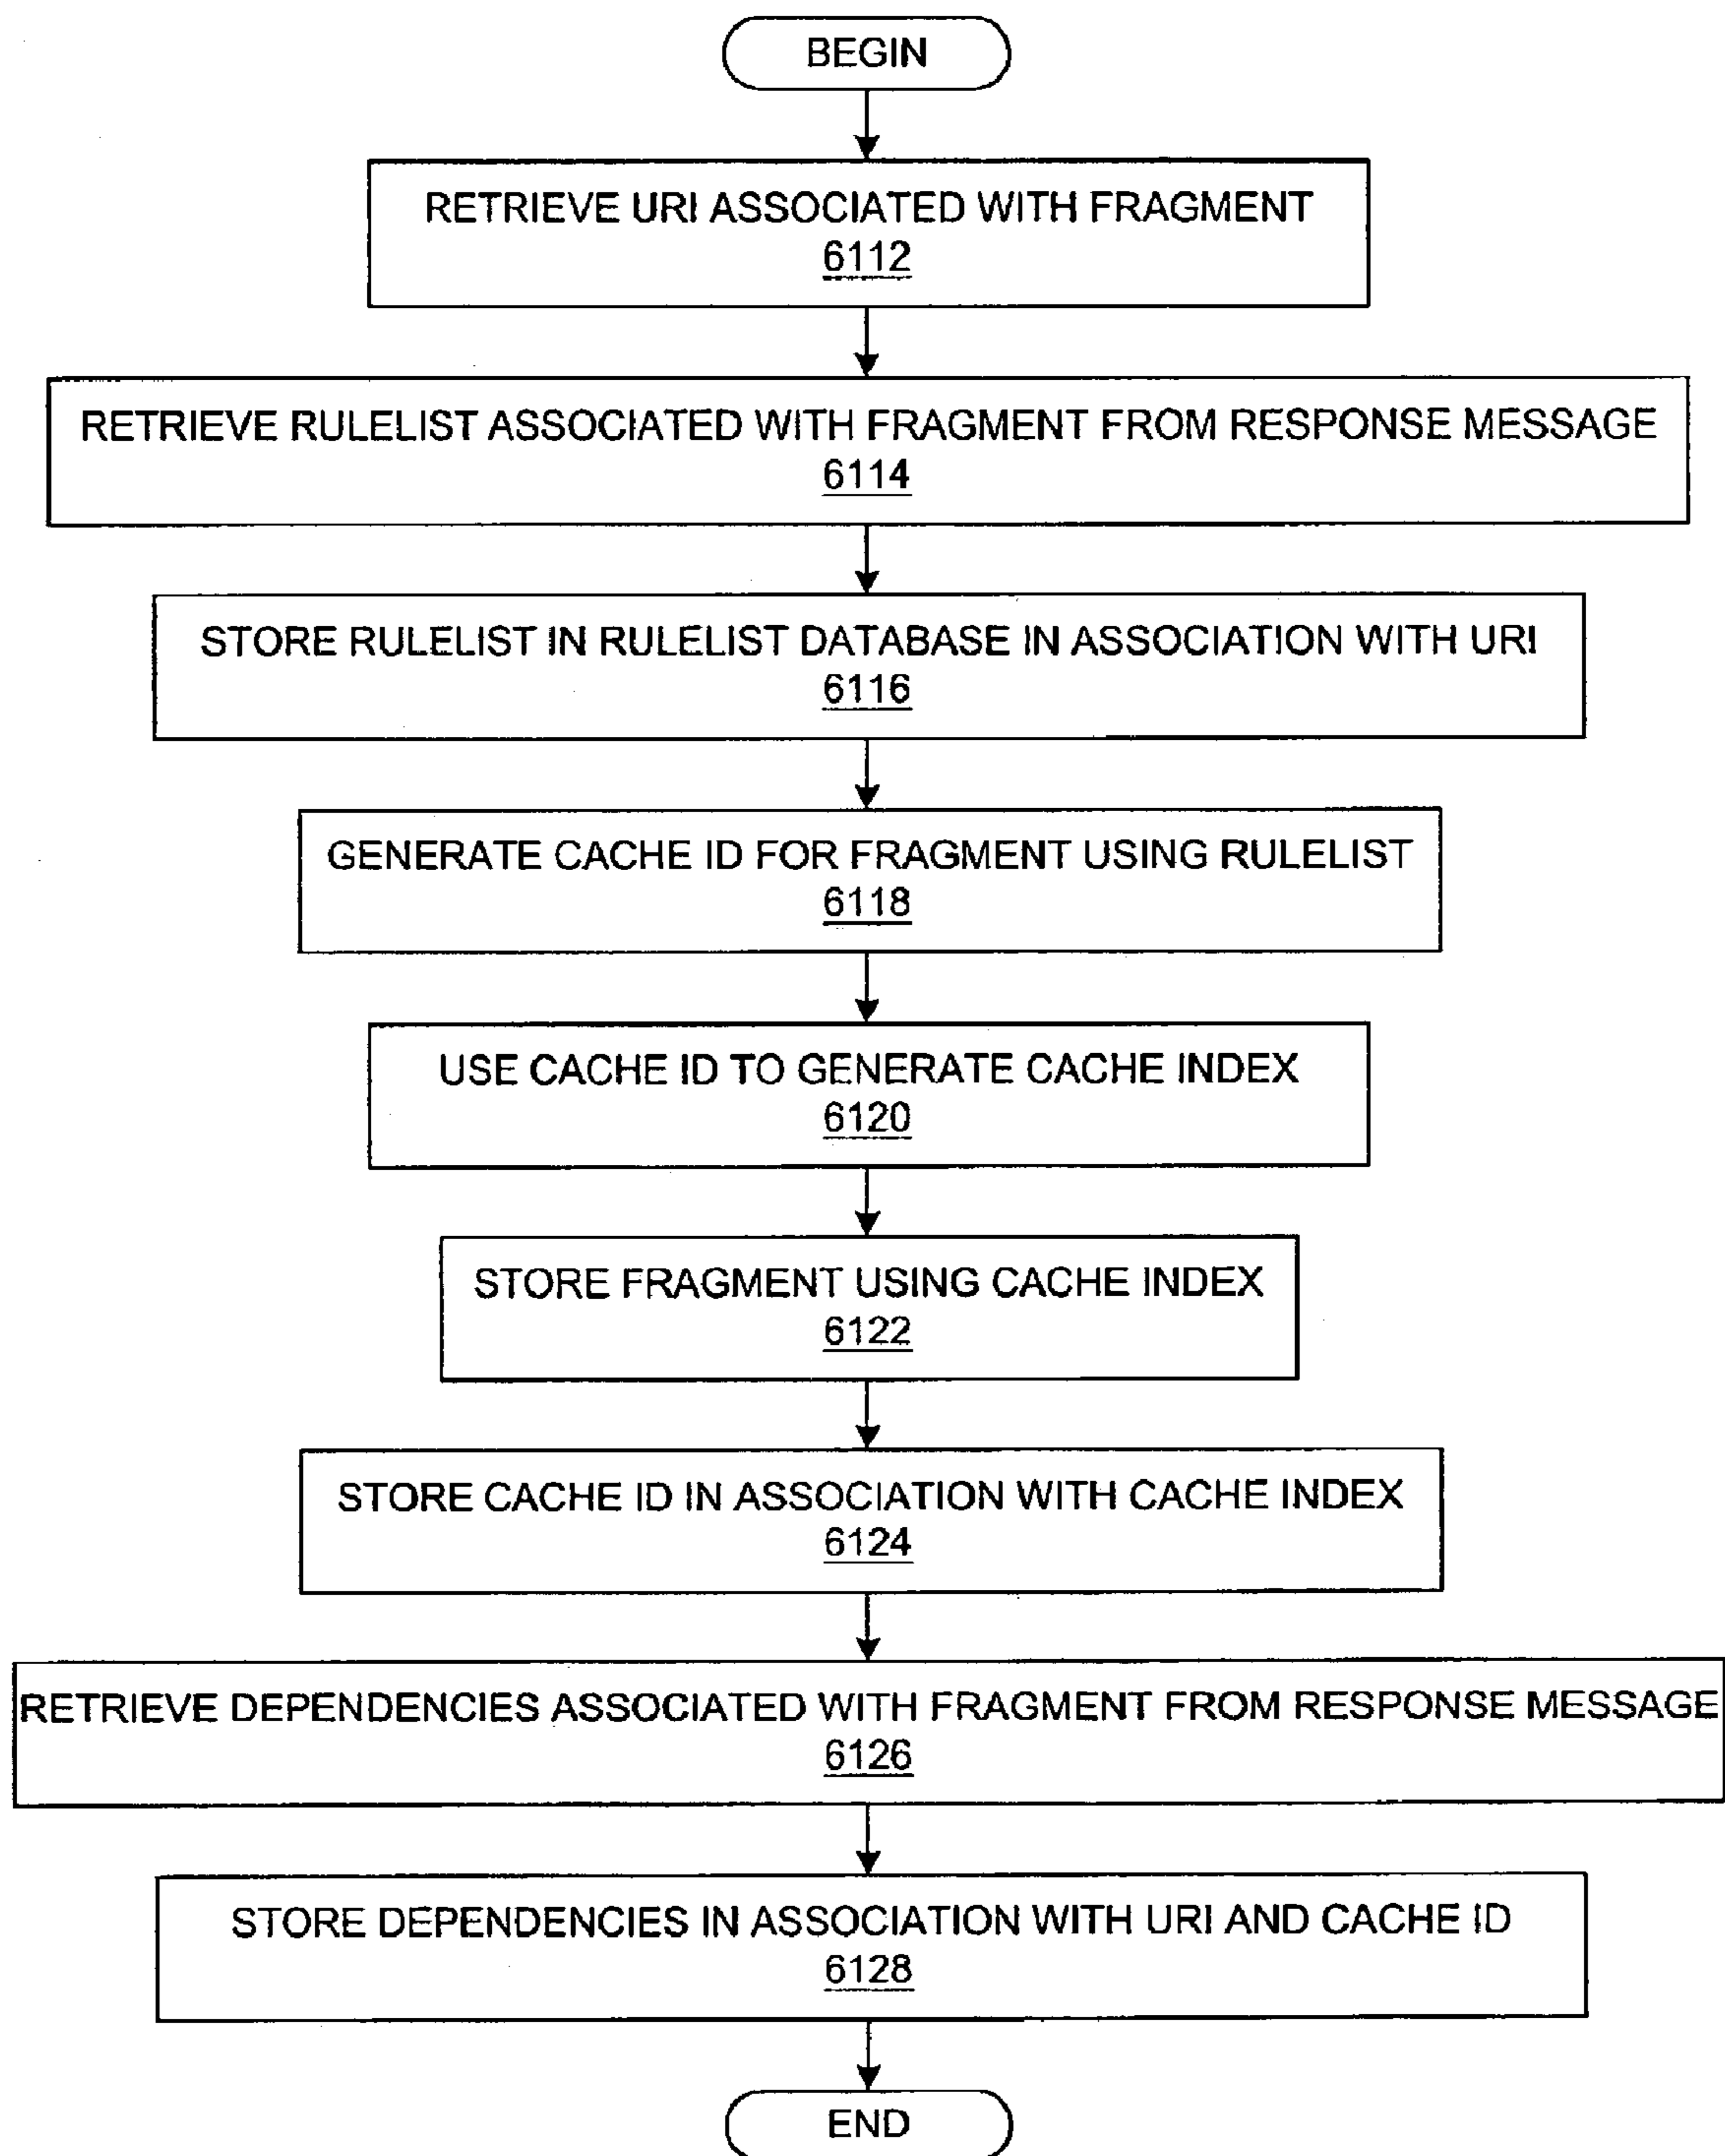 BEGIN
RETRIEVE URI ASSOCIATED WITH FRAGMENT
6112
RETRIEVE RULELIST ASSOCIATED WITH FRAGMENT FROM RESPONSE MESSAGE
6114
STORE RULELIST IN RULELIST DATABASE IN ASSOCIATION WITH URI
6116
GENERATE CACHE ID FOR FRAGMENT USING RULELIST
6118
USE CACHE ID TO GENERATE CACHE INDEX
6120
STORE FRAGMENT USING CACHE INDEX
6122
STORE CACHE ID IN ASSOCIATION WITH CACHE INDEX
6124
RETRIEVE DEPENDENCIES ASSOCIATED WITH FRAGMENT FROM RESPONSE MESSAGE
6126
STORE DEPENDENCIES IN ASSOCIATION WITH URI AND CACHE ID
6128
END